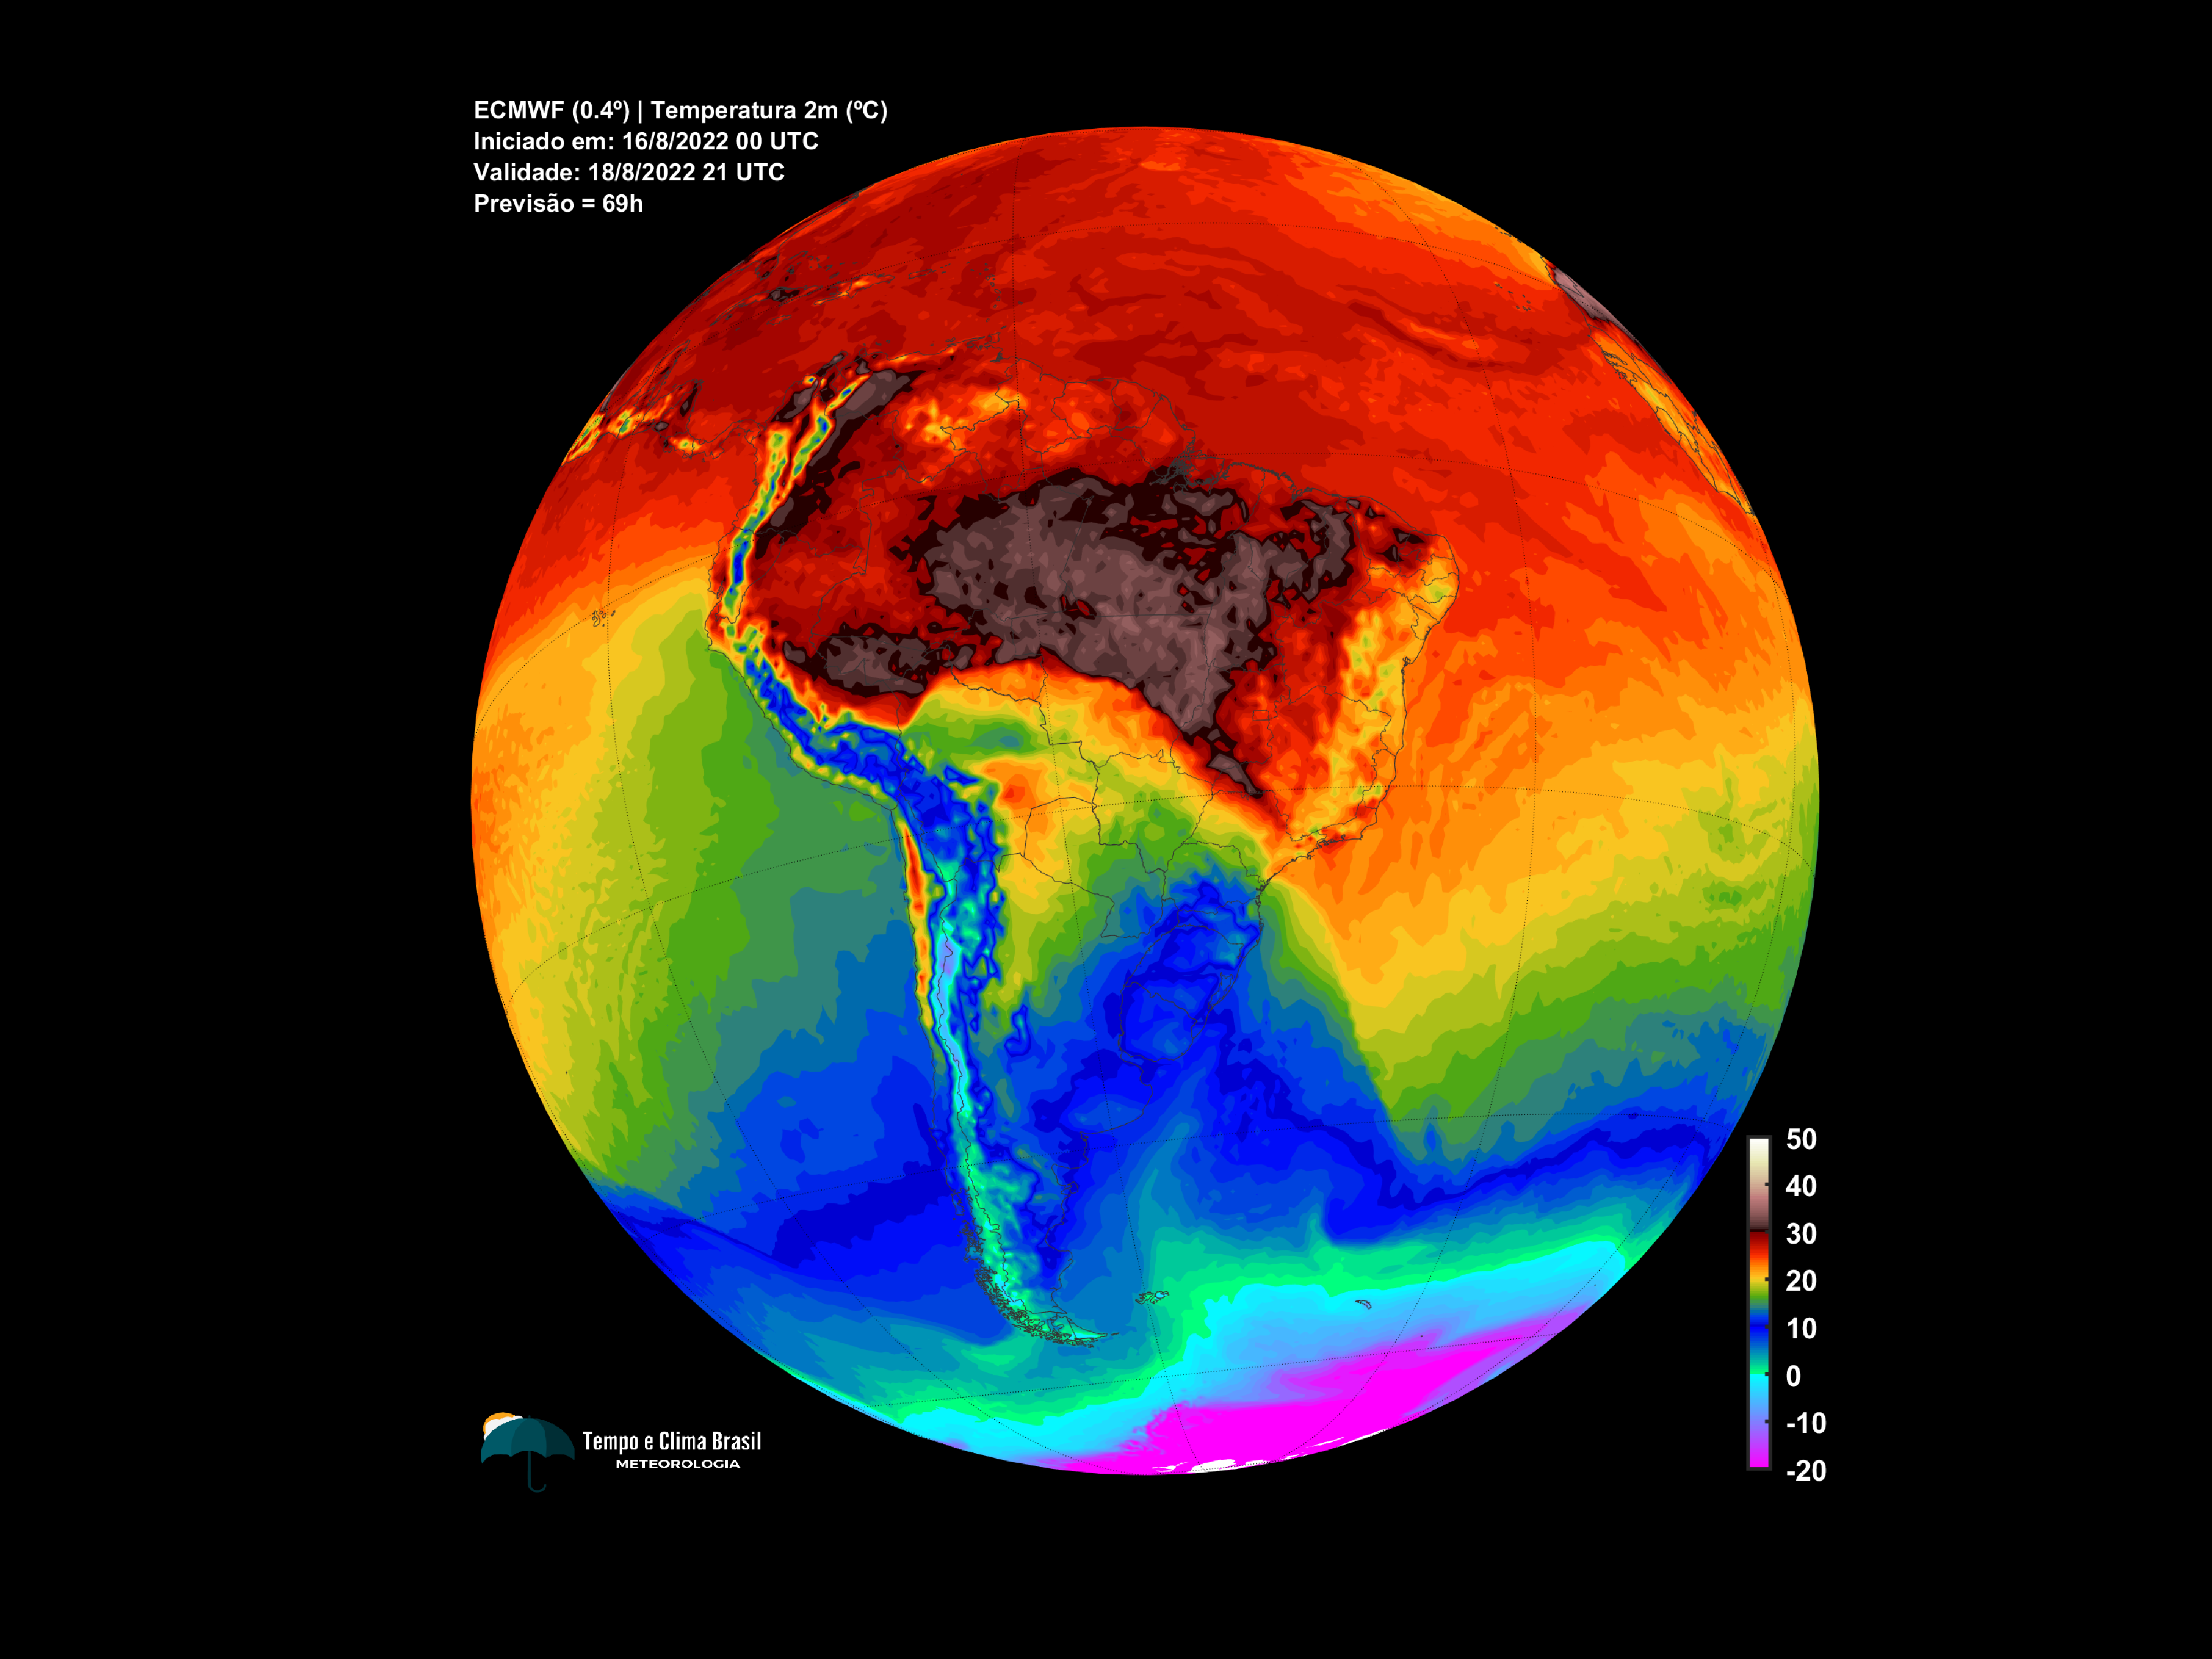 ECMWF (0.4º) | Temperatura 2m (ºC)
Iniciado em: 16/8/2022 00 UTC
Validade: 18/8/2022 21 UTC
Previsão = 69h
50
40
30
20
10
0
-10
-20
Tempo e Clima Brasil
METEOROLOGIA